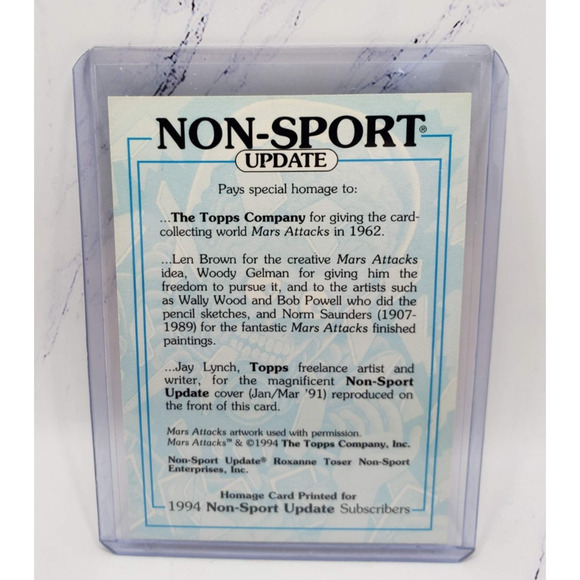 NON-SPORT®
UPDATE
Pays special homage to:
...The Topps Company for giving the card-
collecting world Mars Attacks in 1962.
...Len Brown for the creative Mars Attacks
idea, Woody Gelman for giving him the
freedom to pursue it, and to the artists such
as Wally Wood and Bob Powell who did the
pencil sketches, and Norm Saunders (1907-
1989) for the fantastic Mars Attacks finished
paintings.
...Jay Lynch, Topps freelance artist and
writer, for the magnificent Non-Sport
Update cover (Jan/Mar '91) reproduced on
the front of this card.
Mars Attacks artwork used with permission.
Mars Attacks™ & ©1994 The Topps Company, Inc.
Non-Sport Update® Roxanne Toser Non-Sport
Enterprises, Inc.
Homage Card Printed for
1994 Non-Sport Update Subscribers